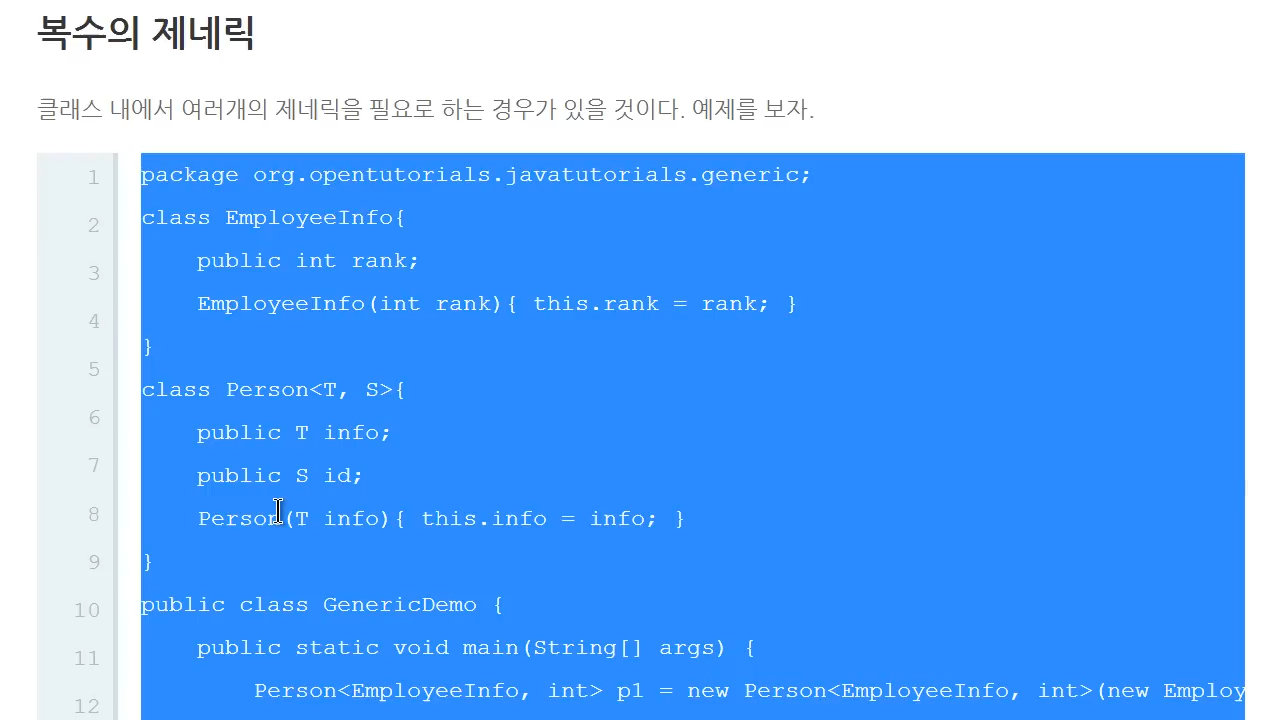 복수의 제네릭
클래스 내에서 여러개의 제네릭을 필요로 하는 경우가 있을 것이다. 예제를 보자.
1 package org.opentutorials.javatutorials.generic;
2 class EmployeeInfo{
3     public int rank;
4     EmployeeInfo(int rank){ this.rank = rank; }
5 }
6 class Person<T, S>{
7     public T info;
8     public S id;
9     Person(T info){ this.info = info; }
10 }
11 public class GenericDemo {
12     public static void main(String[] args) {
        Person<EmployeeInfo, int> p1 = new Person<EmployeeInfo, int>(new Employ